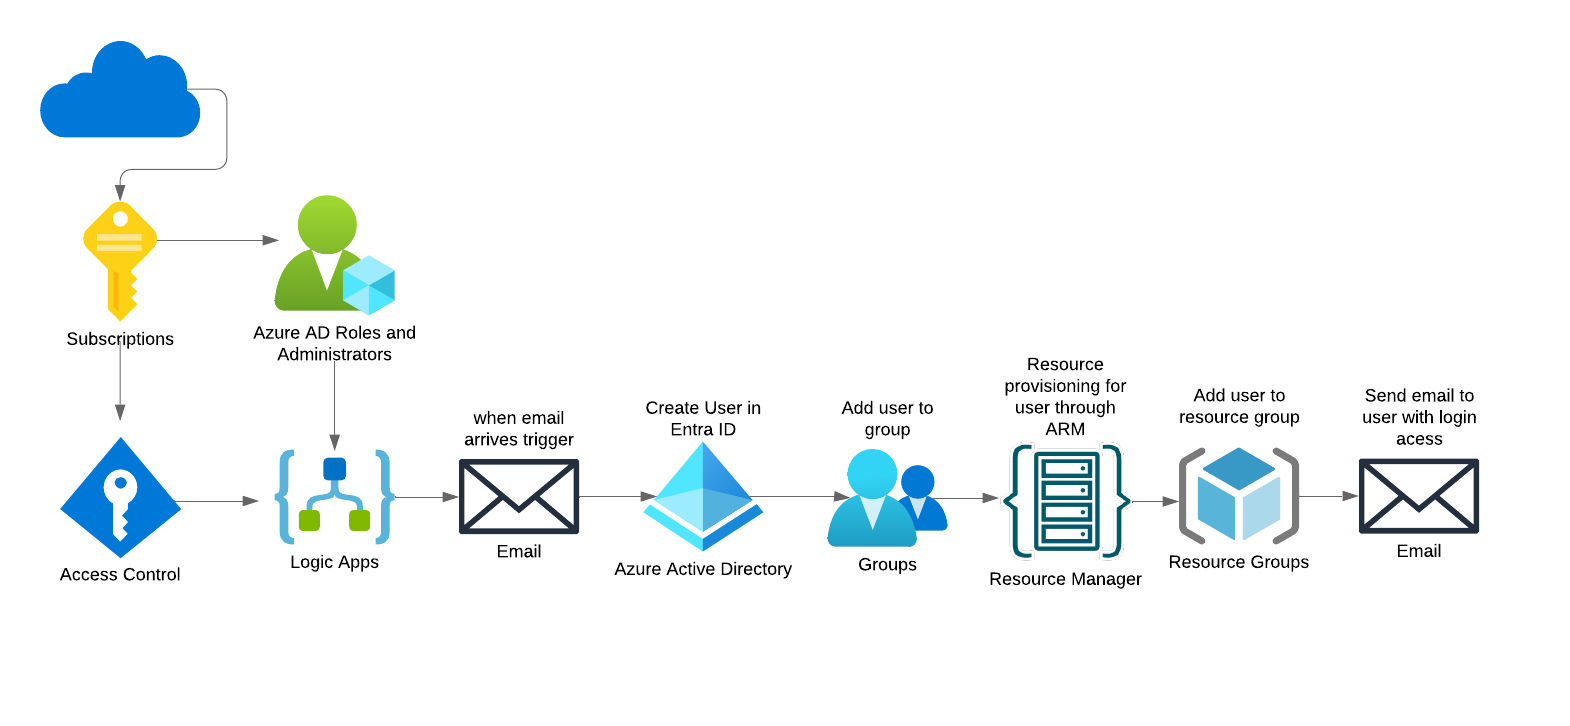 Subscriptions
Azure AD Roles and
Administrators
Access Control
Logic Apps
when email
arrives trigger
Email
Create User in
Entra ID
Azure Active Directory
Add user to
group
Groups
Resource
provisioning for
user through
ARM
Resource Manager
Add user to
resource group
Resource Groups
Send email to
user with login
acess
Email